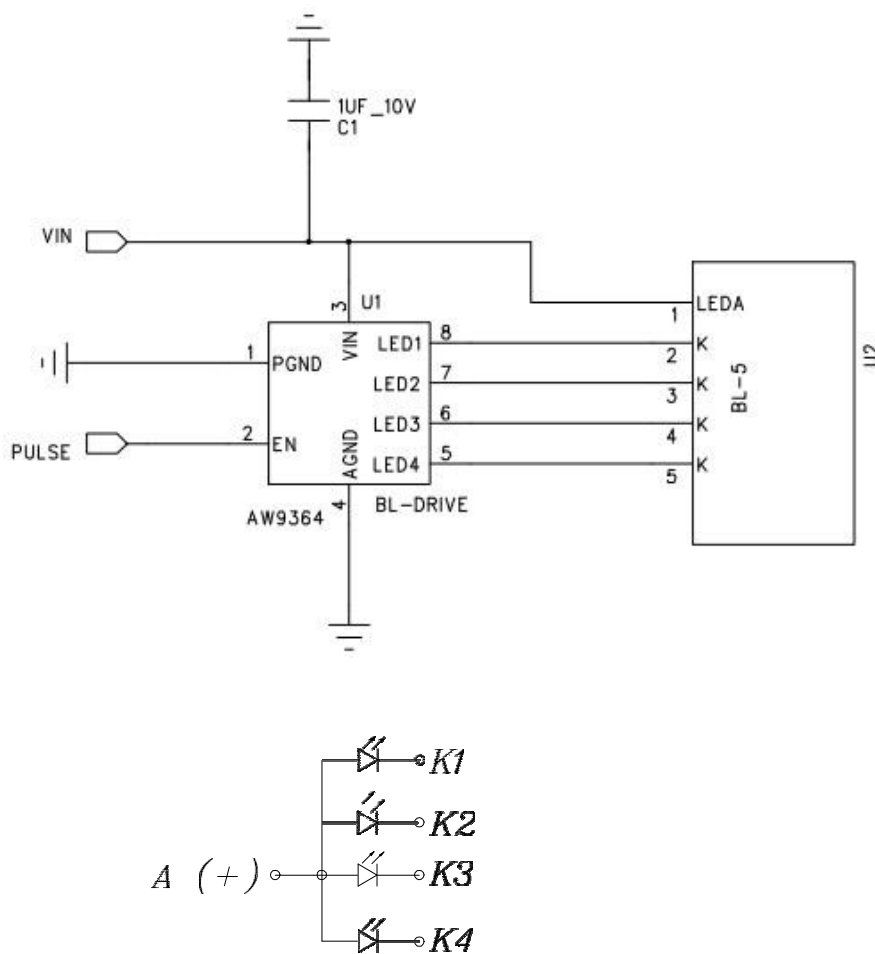 1UF_10V
C1
VIN
U1
3
VIN
1
PGND
2
EN
PULSE
AGND
4
LED1
8
LED2
7
LED3
6
LED4
5
AW9364
BL-DRIVE
LEDA
1
K
2
K
3
K
4
K
5
BL-5
U2
K1
K2
A (+)
K3
K4